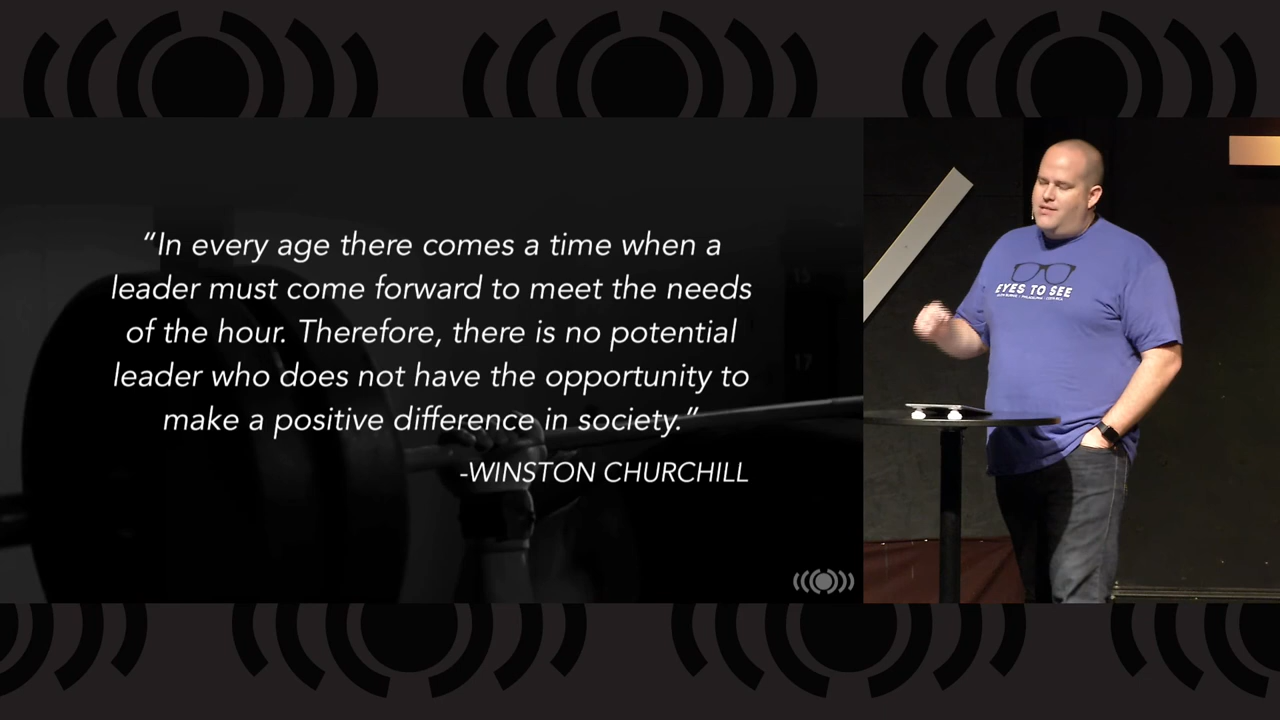 “In every age there comes a time when a
leader must come forward to meet the needs
of the hour. Therefore, there is no potential
leader who does not have the opportunity to
make a positive difference in society.”
-WINSTON CHURCHILL
15
17
EYES TO SEE